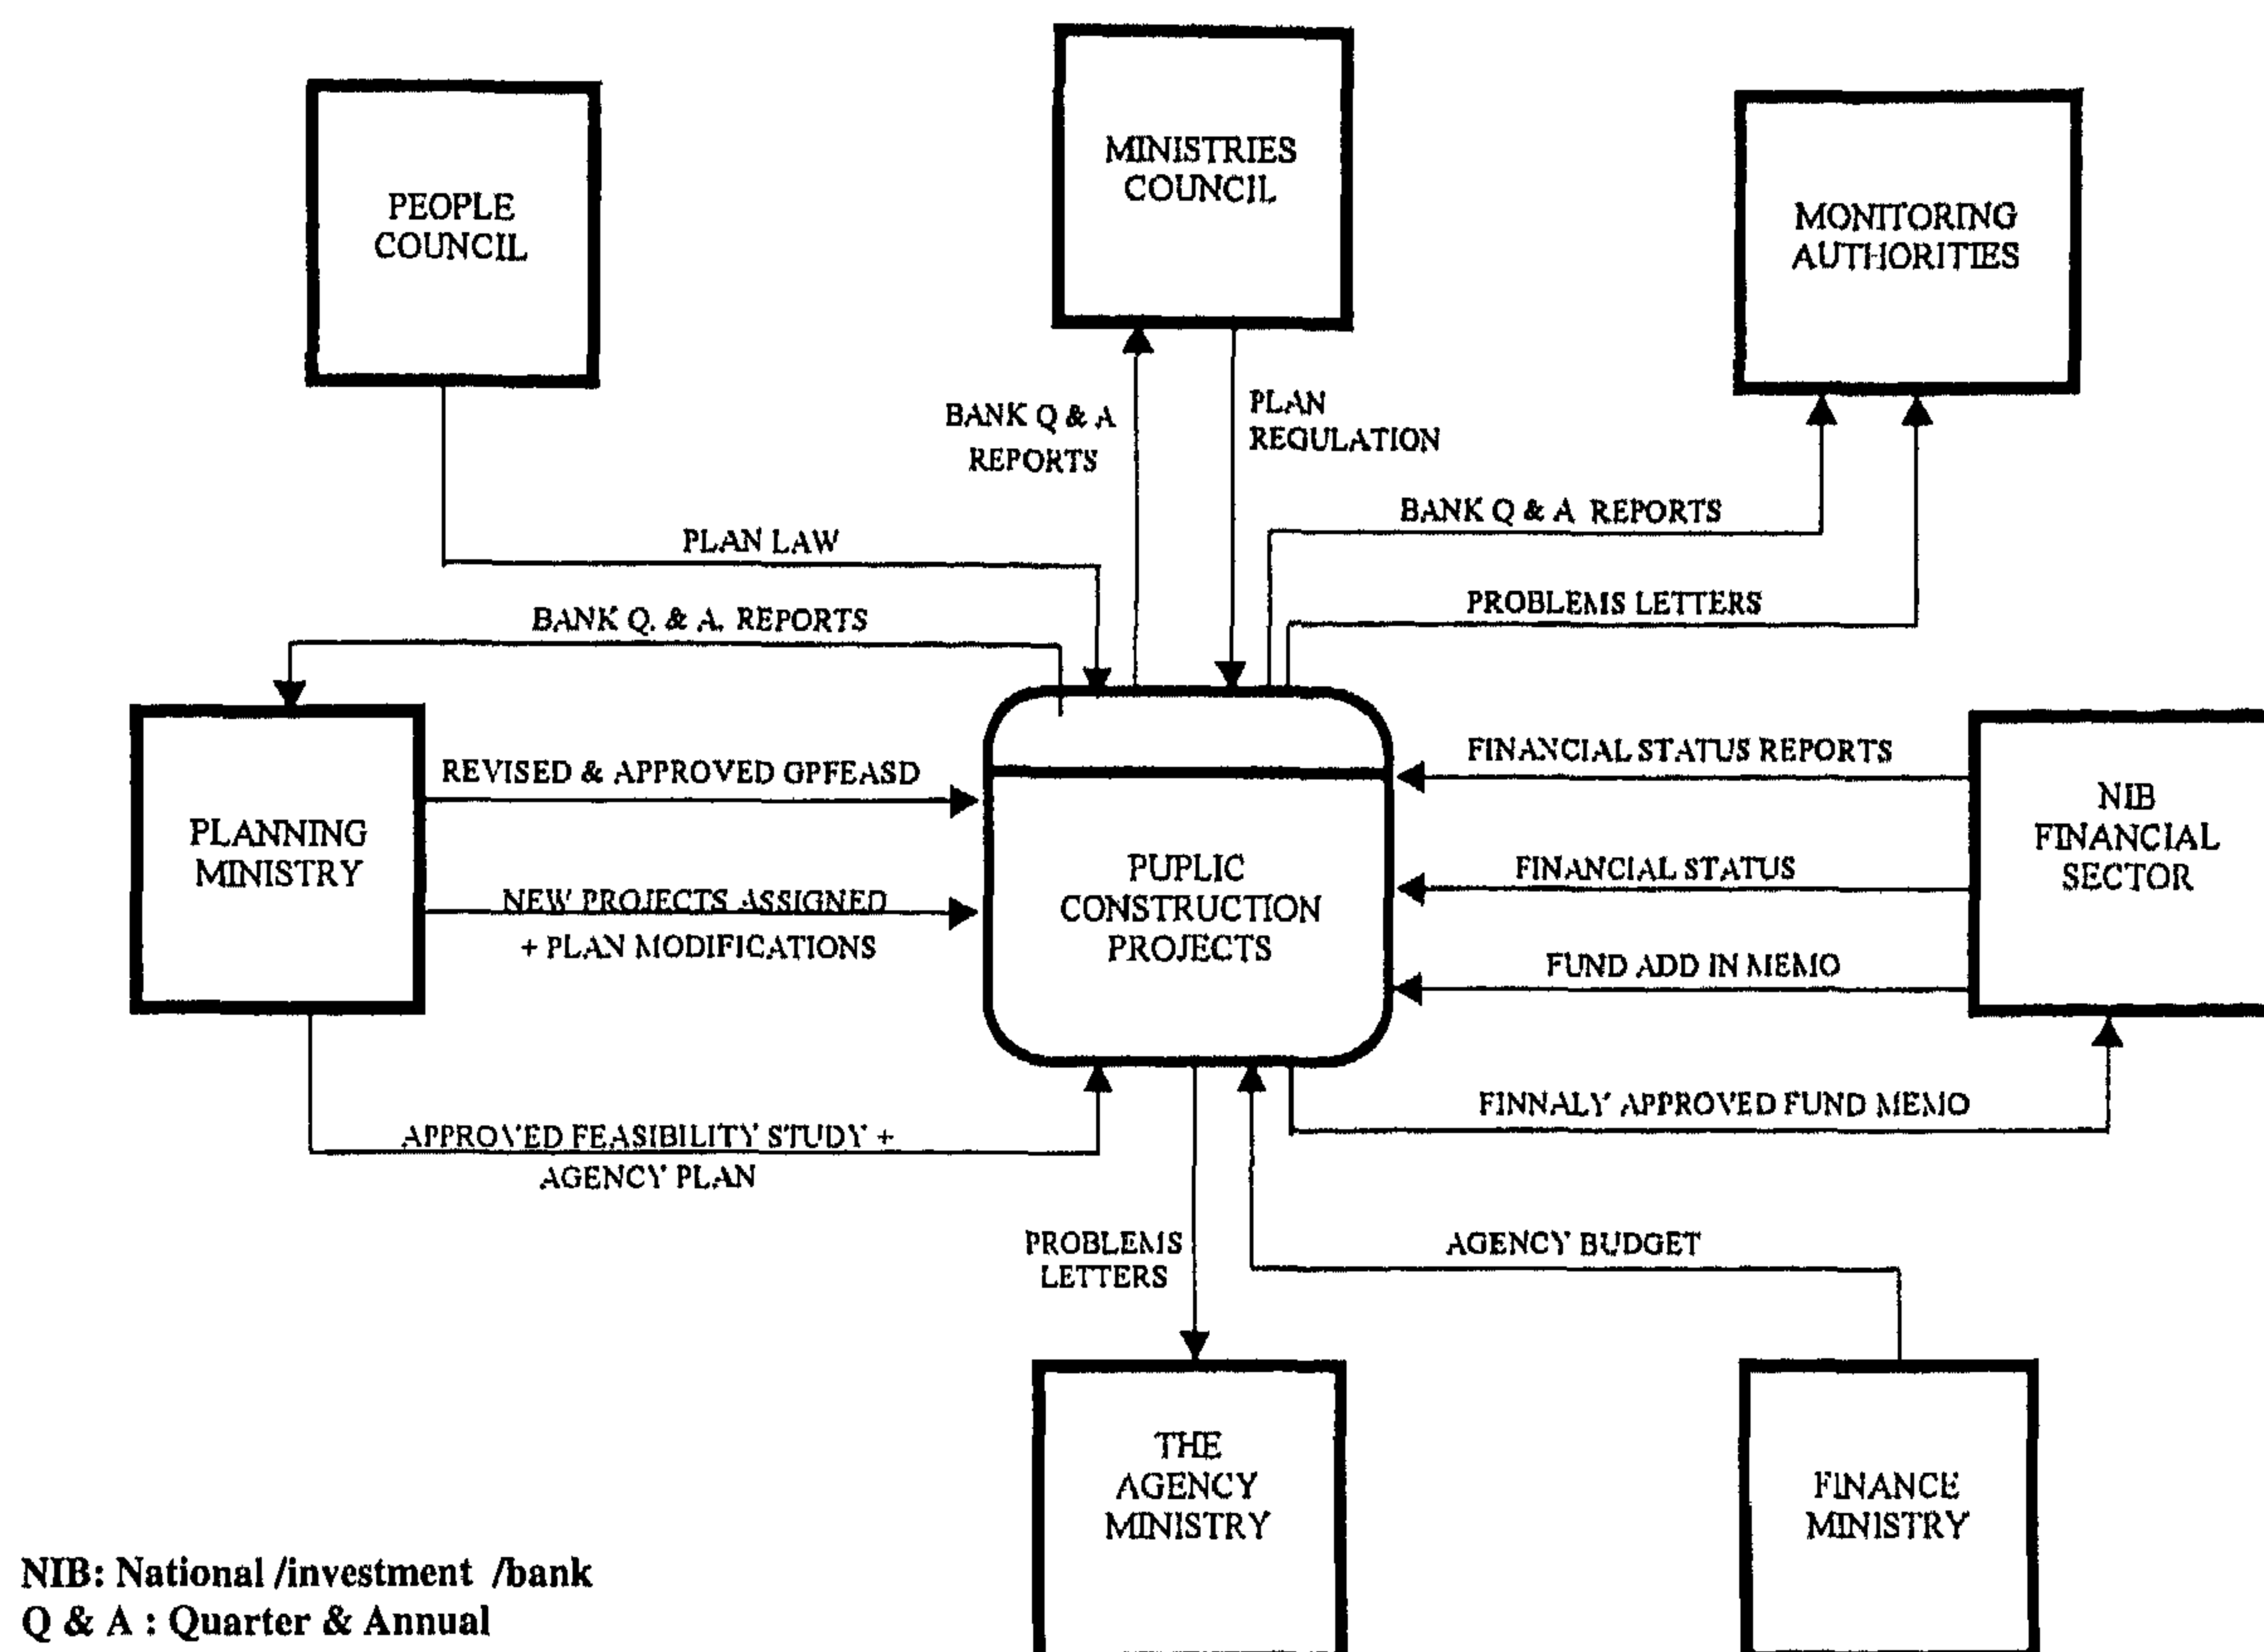 PEOPLE
COUNCIL
MINISTRIES
COUNCIL
MONITORING
AUTHORITIES
BANK Q & A
REPORTS
PLAN
REGULATION
BANK Q & A REPORTS
PLAN LAW
PROBLEMS LETTERS
BANK Q. & A. REPORTS
PLANNING
MINISTRY
REVISED & APPROVED GPFEASD
NEW PROJECTS ASSIGNED
+ PLAN MODIFICATIONS
PUPLIC
CONSTRUCTION
PROJECTS
FINANCIAL STATUS REPORTS
FINANCIAL STATUS
FUND ADD IN MEMO
NIB
FINANCIAL
SECTOR
APPROVED FEASIBILITY STUDY +
AGENCY PLAN
FINNALY APPROVED FUND MEMO
PROBLEMS
LETTERS
AGENCY BUDGET
THE
AGENCY
MINISTRY
FINANCE
MINISTRY
NIB: National /investment /bank
Q & A : Quarter & Annual